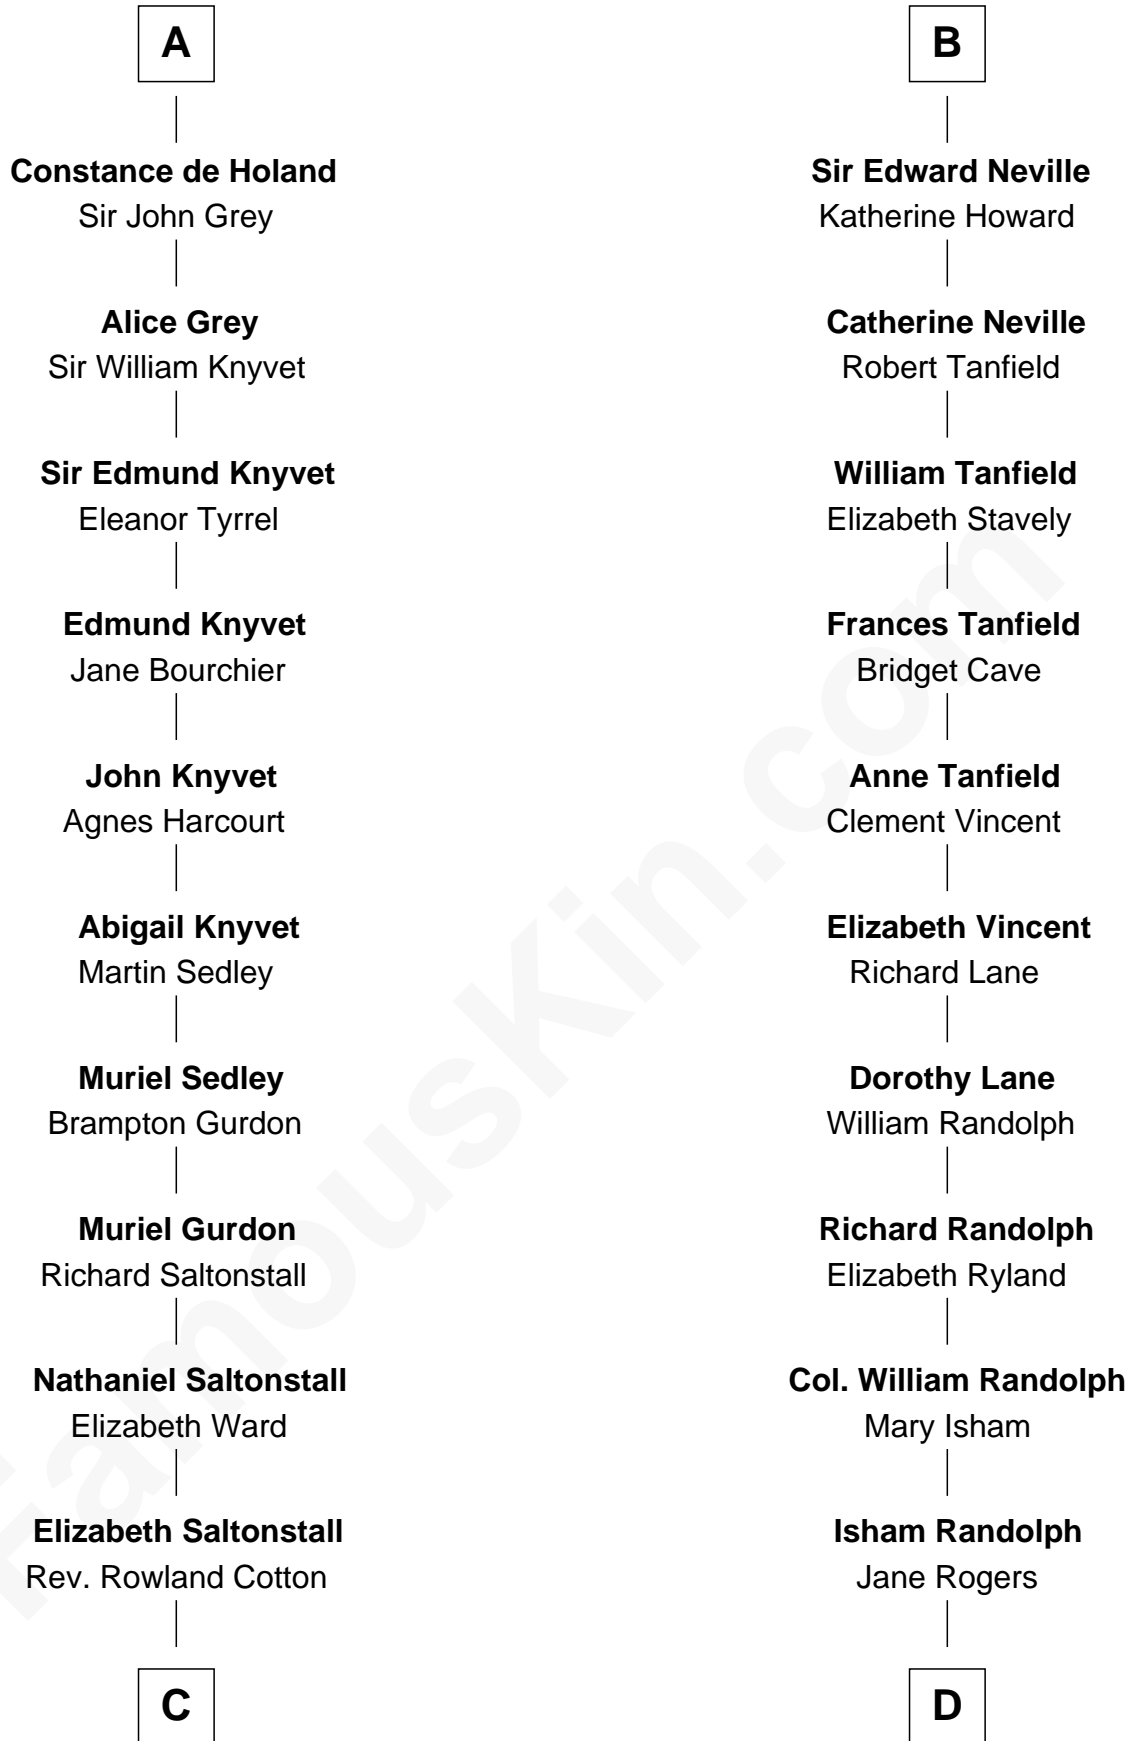 A
Constance de Holand
Sir John Grey
Alice Grey
Sir William Knyvet
Sir Edmund Knyvet
Eleanor Tyrrel
Edmund Knyvet
Jane Bourchier
John Knyvet
Agnes Harcourt
Abigail Knyvet
Martin Sedley
Muriel Sedley
Brampton Gurdon
Muriel Gurdon
Richard Saltonstall
Nathaniel Saltonstall
Elizabeth Ward
Elizabeth Saltonstall
Rev. Rowland Cotton
C
B
Sir Edward Neville
Katherine Howard
Catherine Neville
Robert Tanfield
William Tanfield
Elizabeth Stavely
Frances Tanfield
Bridget Cave
Anne Tanfield
Clement Vincent
Elizabeth Vincent
Richard Lane
Dorothy Lane
William Randolph
Richard Randolph
Elizabeth Ryland
Col. William Randolph
Mary Isham
Isham Randolph
Jane Rogers
D
FamousKin.com